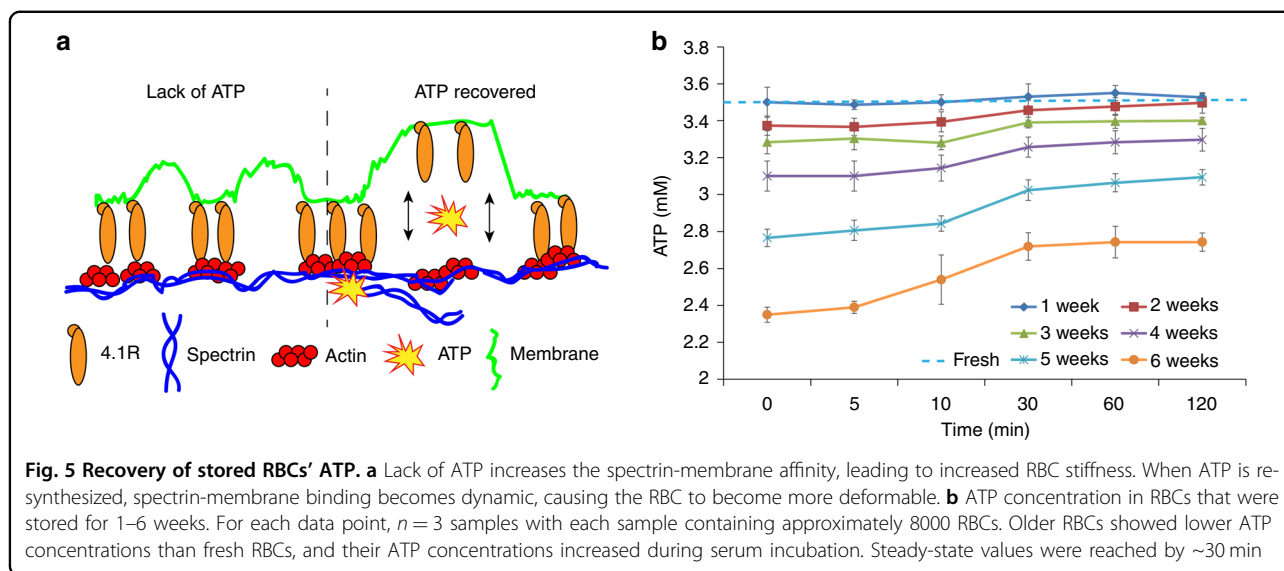 a
Lack of ATP
ATP recovered
4.1R
Spectrin
Actin
ATP
Membrane
b
3.8
3.6
3.4
3.2
3
2.8
2.6
2.4
2.2
2
ATP (mM)
0 5 10 30 60 120
Time (min)
1 week 2 weeks
3 weeks 4 weeks
Fresh 5 weeks 6 weeks
Fig. 5 Recovery of stored RBCs’ ATP. a Lack of ATP increases the spectrin-membrane affinity, leading to increased RBC stiffness. When ATP is re-
synthesized, spectrin-membrane binding becomes dynamic, causing the RBC to become more deformable. b ATP concentration in RBCs that were
stored for 1–6 weeks. For each data point, n = 3 samples with each sample containing approximately 8000 RBCs. Older RBCs showed lower ATP
concentrations than fresh RBCs, and their ATP concentrations increased during serum incubation. Steady-state values were reached by ~30 min